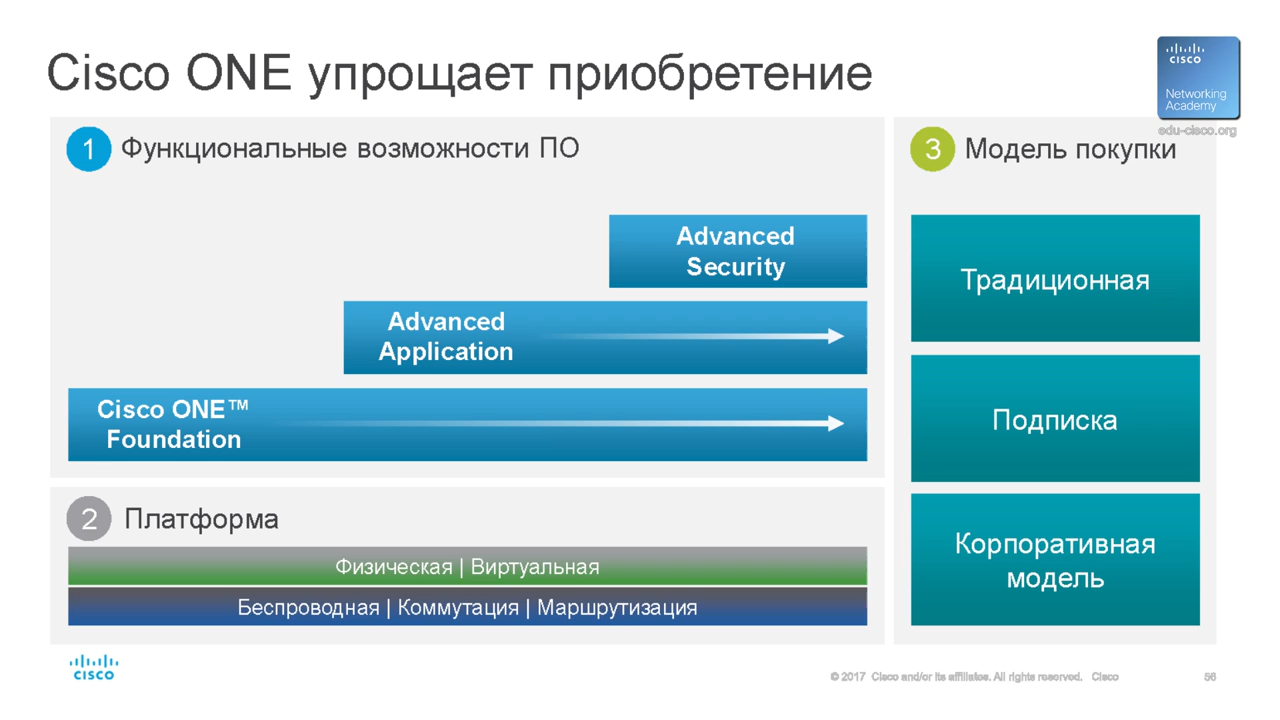 Cisco ONE упрощает приобретение
CISCO
Networking
Academy
edu-cisco.org
1 Функциональные возможности ПО
Advanced
Security
Advanced
Application
Cisco ONE™
Foundation
2 Платформа
Физическая | Виртуальная
Беспроводная | Коммутация | Маршрутизация
3 Модель покупки
Традиционная
Подписка
Корпоративная
модель
CISCO
© 2017 Cisco and/or its affiliates. All rights reserved. Cisco
56